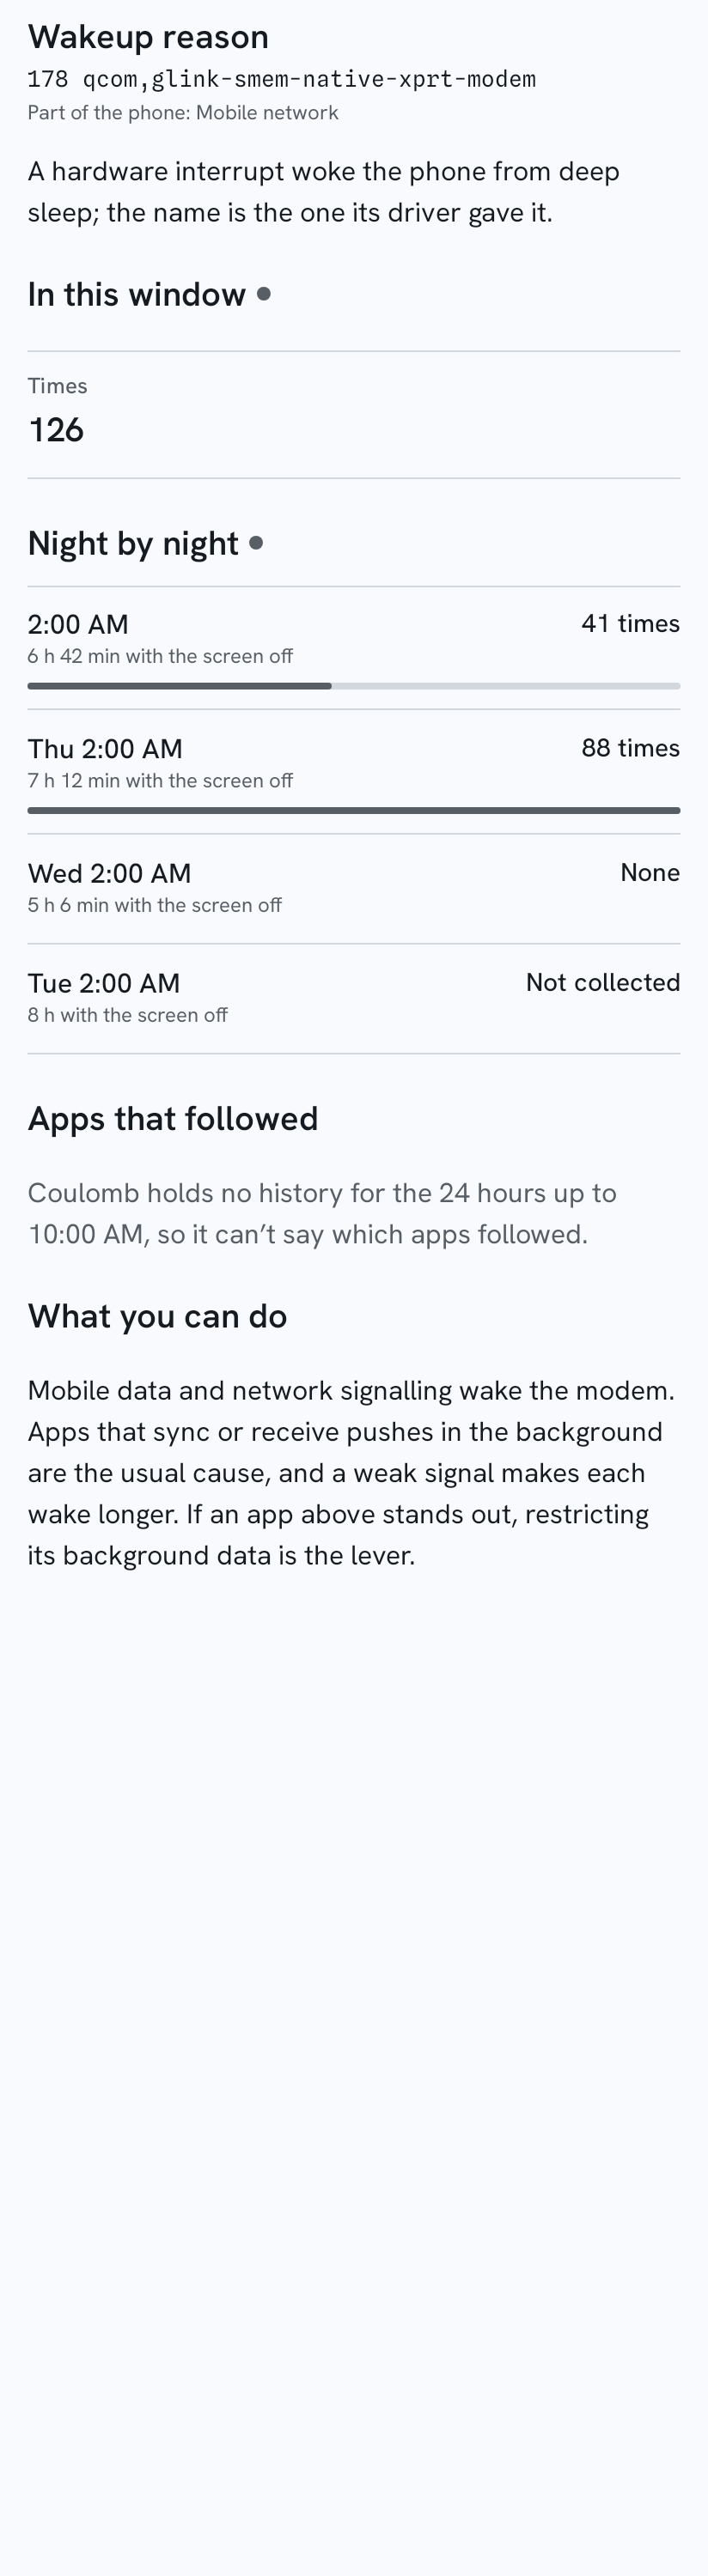 Wakeup reason
178 qcom,glink-smem-native-xprt-modem
Part of the phone: Mobile network
A hardware interrupt woke the phone from deep
sleep; the name is the one its driver gave it.
In this window
Times
126
Night by night
2:00 AM
41 times
6 h 42 min with the screen off
Thu 2:00 AM
88 times
7 h 12 min with the screen off
Wed 2:00 AM
None
5 h 6 min with the screen off
Tue 2:00 AM
Not collected
8 h with the screen off
Apps that followed
Coulomb holds no history for the 24 hours up to
10:00 AM, so it can’t say which apps followed.
What you can do
Mobile data and network signalling wake the modem.
Apps that sync or receive pushes in the background
are the usual cause, and a weak signal makes each
wake longer. If an app above stands out, restricting
its background data is the lever.